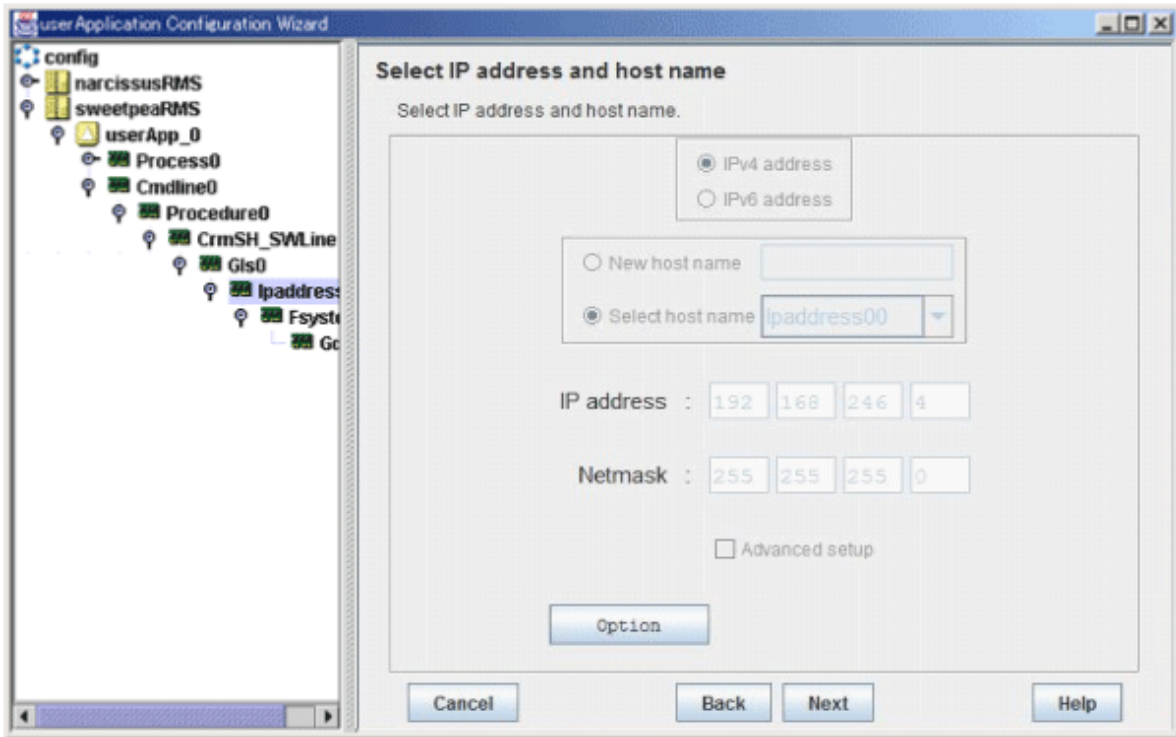 userApplication Configuration Wizard
config
narcissusRMS
sweetpeaRMS
userApp_0
Process0
Cmdline0
Procedure0
CrmSH_SWLine
Gls0
Ipaddress
Fsyste
Gd
Select IP address and host name
Select IP address and host name.
IPv4 address
IPv6 address
New host name
Select host name Ipaddress00
IP address : 192 168 246 4
Netmask : 255 255 255 0
Advanced setup
Option
Cancel Back Next Help